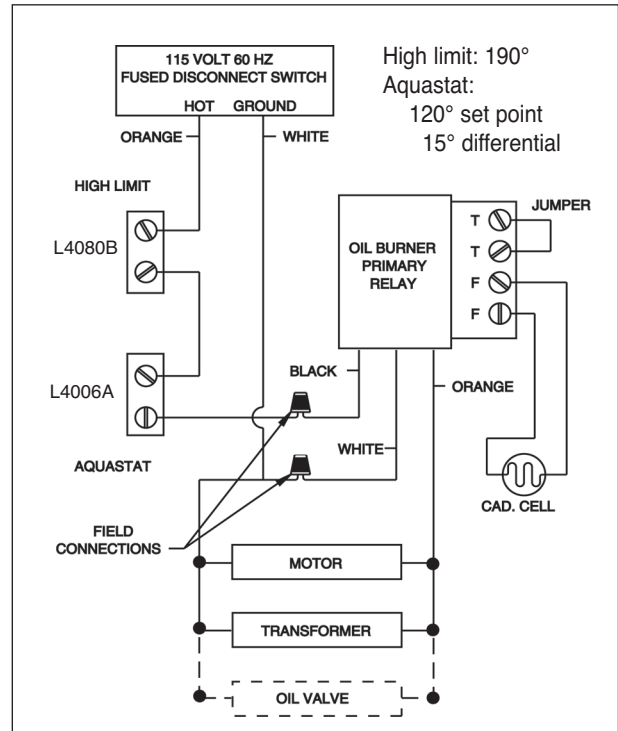 115 VOLT 60 HZ
FUSED DISCONNECT SWITCH
HOT GROUND
High limit: 190°
Aquastat:
120° set point
15° differential
ORANGE
WHITE
HIGH LIMIT
L4080B
JUMPER
T
T
F
F
OIL BURNER
PRIMARY
RELAY
L4006A
BLACK
ORANGE
WHITE
AQUASTAT
CAD. CELL
FIELD
CONNECTIONS
MOTOR
TRANSFORMER
OIL VALVE